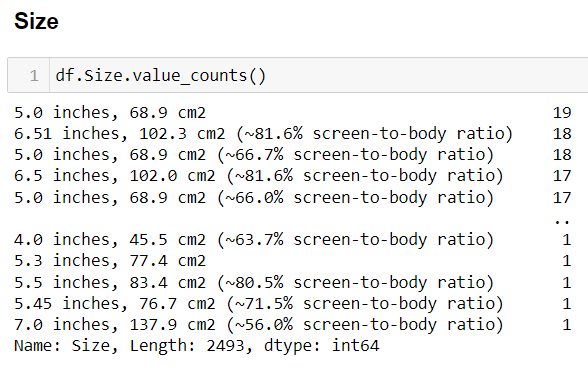 Size
1 df.Size.value_counts()
5.0 inches, 68.9 cm2 19
6.51 inches, 102.3 cm2 (~81.6% screen-to-body ratio) 18
5.0 inches, 68.9 cm2 (~66.7% screen-to-body ratio) 18
6.5 inches, 102.0 cm2 (~81.6% screen-to-body ratio) 17
5.0 inches, 68.9 cm2 (~66.0% screen-to-body ratio) 17
..
4.0 inches, 45.5 cm2 (~63.7% screen-to-body ratio) 1
5.3 inches, 77.4 cm2 1
5.5 inches, 83.4 cm2 (~80.5% screen-to-body ratio) 1
5.45 inches, 76.7 cm2 (~71.5% screen-to-body ratio) 1
7.0 inches, 137.9 cm2 (~56.0% screen-to-body ratio) 1
Name: Size, Length: 2493, dtype: int64